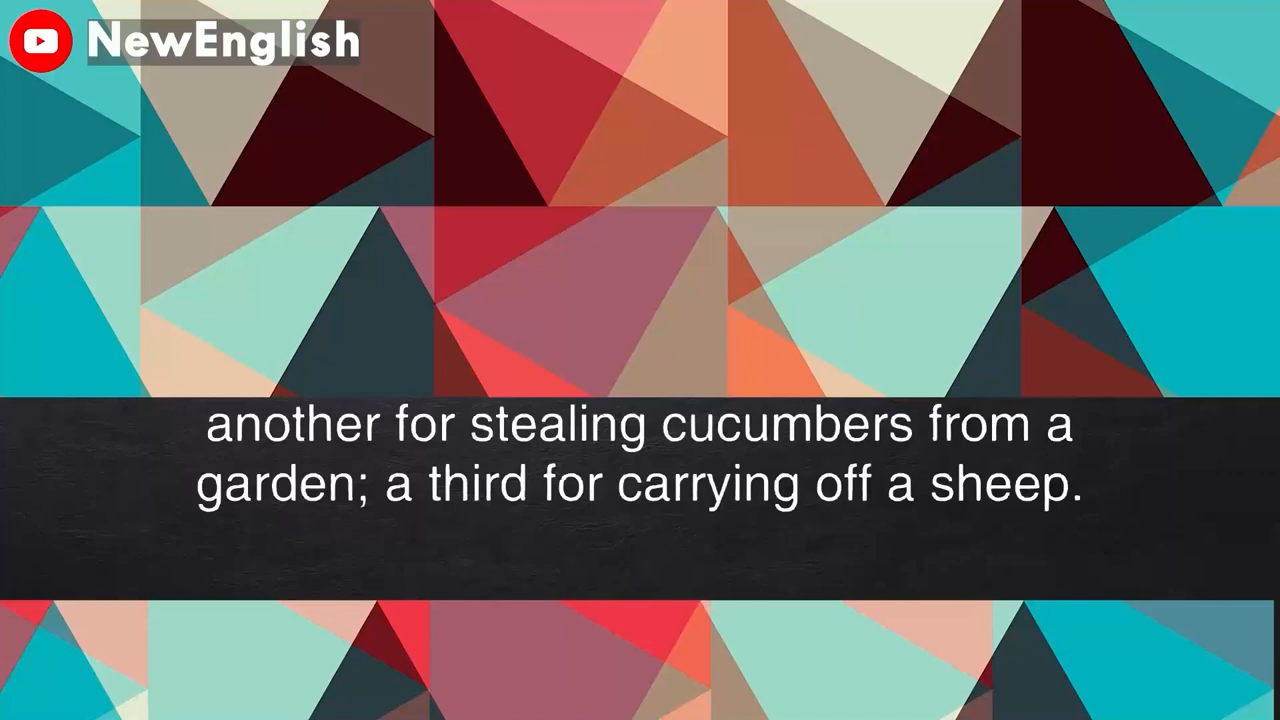 NewEnglish
another for stealing cucumbers from a
garden; a third for carrying off a sheep.